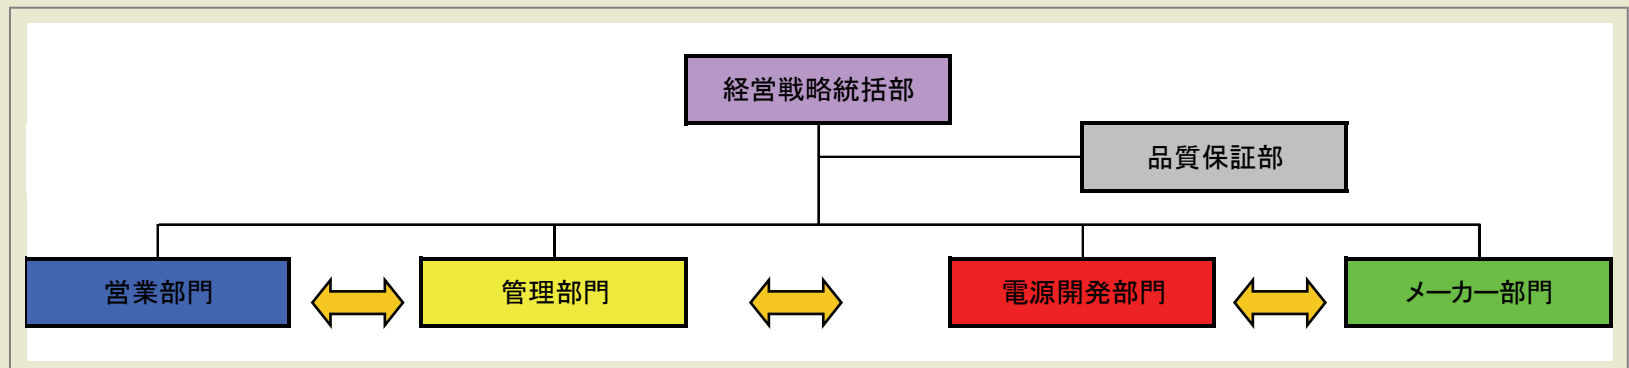 経営戦略統括部
品質保証部
営業部門
管理部門
電源開発部門
メーカー部門